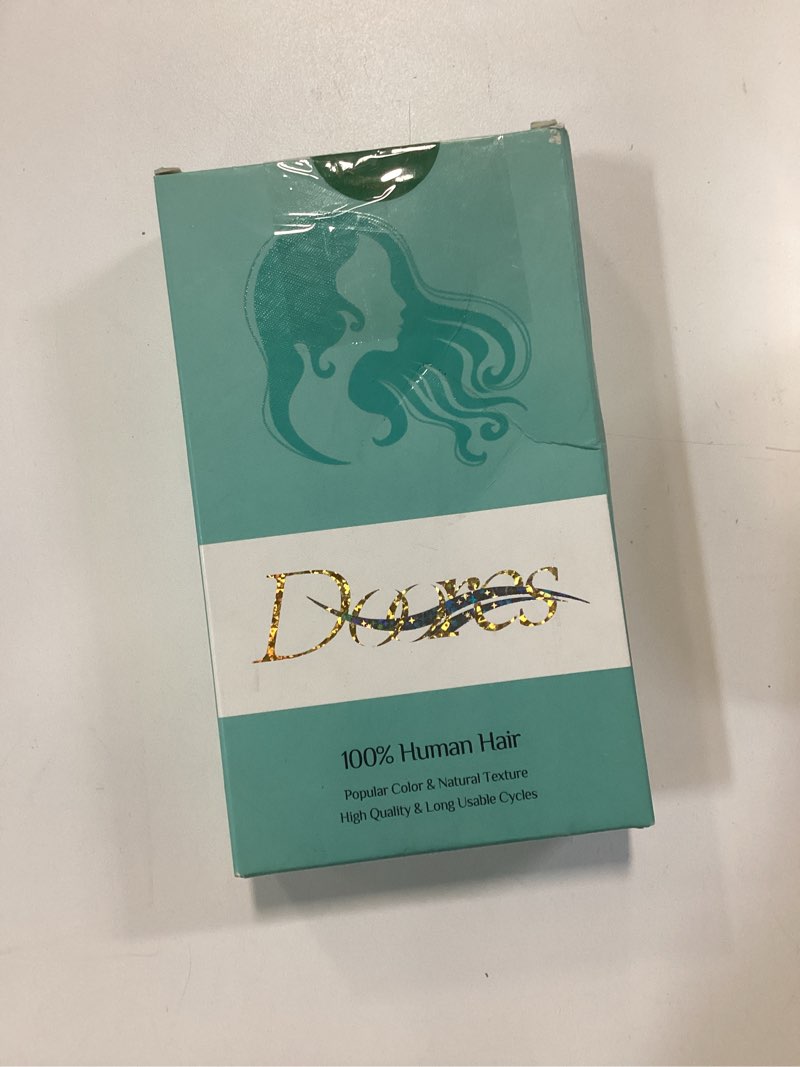 Doores
100% Human Hair
Popular Color & Natural Texture
High Quality & Long Usable Cycles